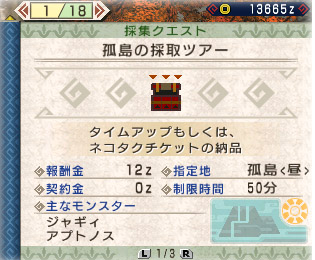 1/18
13665z
採集クエスト
孤島の採取ツアー
タイムアップもしくは、
ネコタクチケットの納品
報酬金 12z 指定地 孤島<昼>
契約金 0z 制限時間 50分
主なモンスター
ジャギィ
アプトノス
L 1/3 R